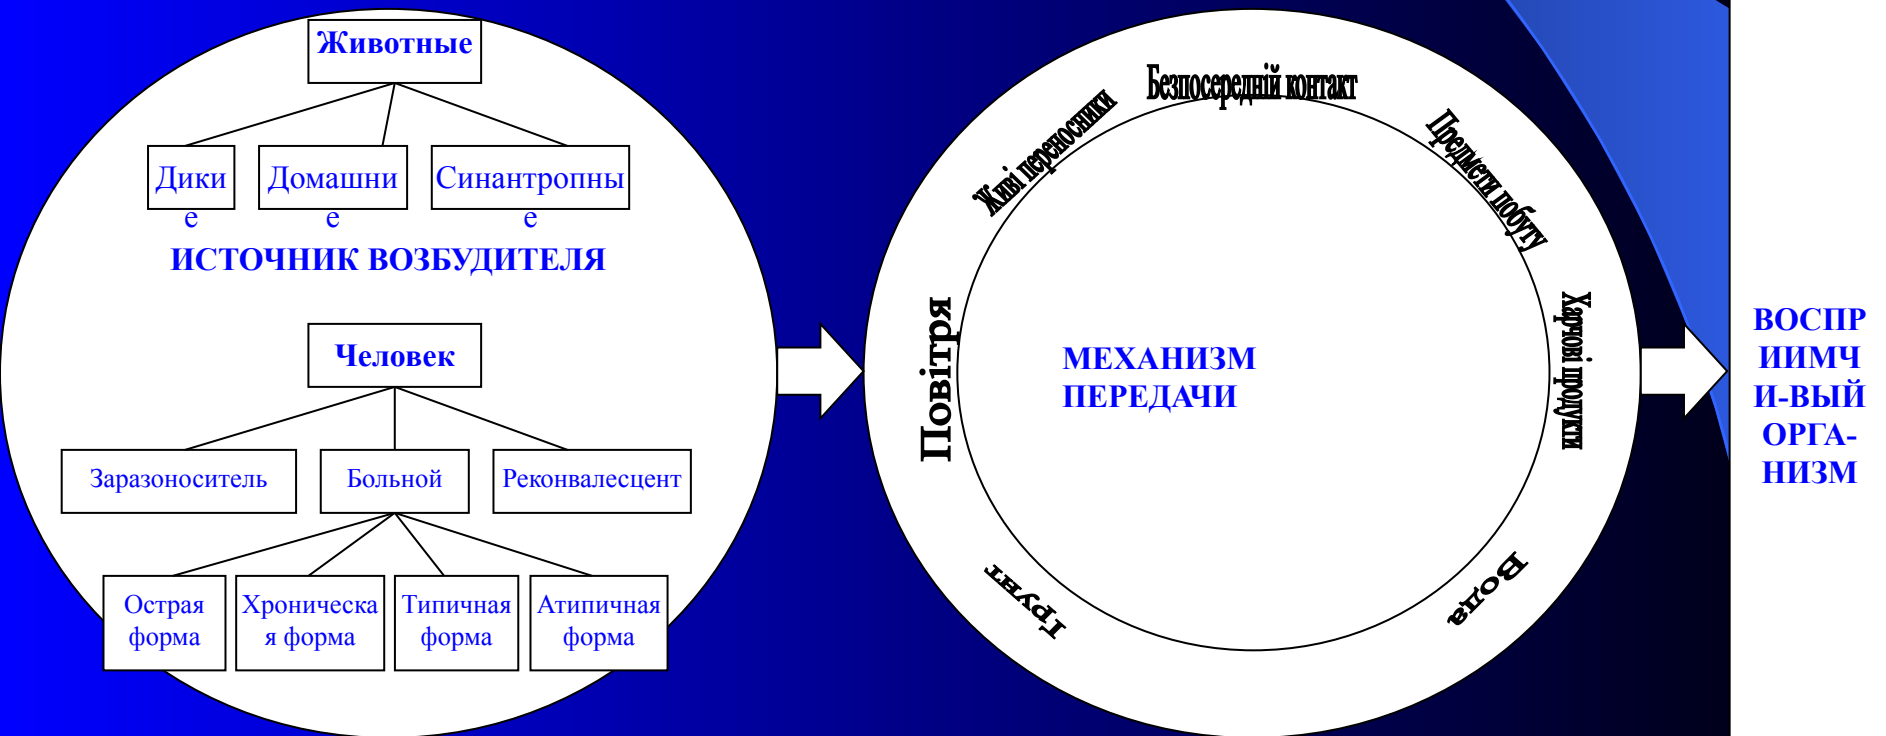 Животные
Дики
е
Домашни
е
Синантропны
е
ИСТОЧНИК ВОЗБУДИТЕЛЯ
Человек
Заразоноситель
Больной
Реконвалесцент
Острая
форма
Хроническа
я форма
Типичная
форма
Атипичная
форма
Безпосередній контакт
Живі переносники
Предмети побуту
Повітря
Харчові продукти
МЕХАНИЗМ
ПЕРЕДАЧИ
Грунт
Вода
ВОСПР
ИИМЧ
И-ВЫЙ
ОРГА-
НИЗМ